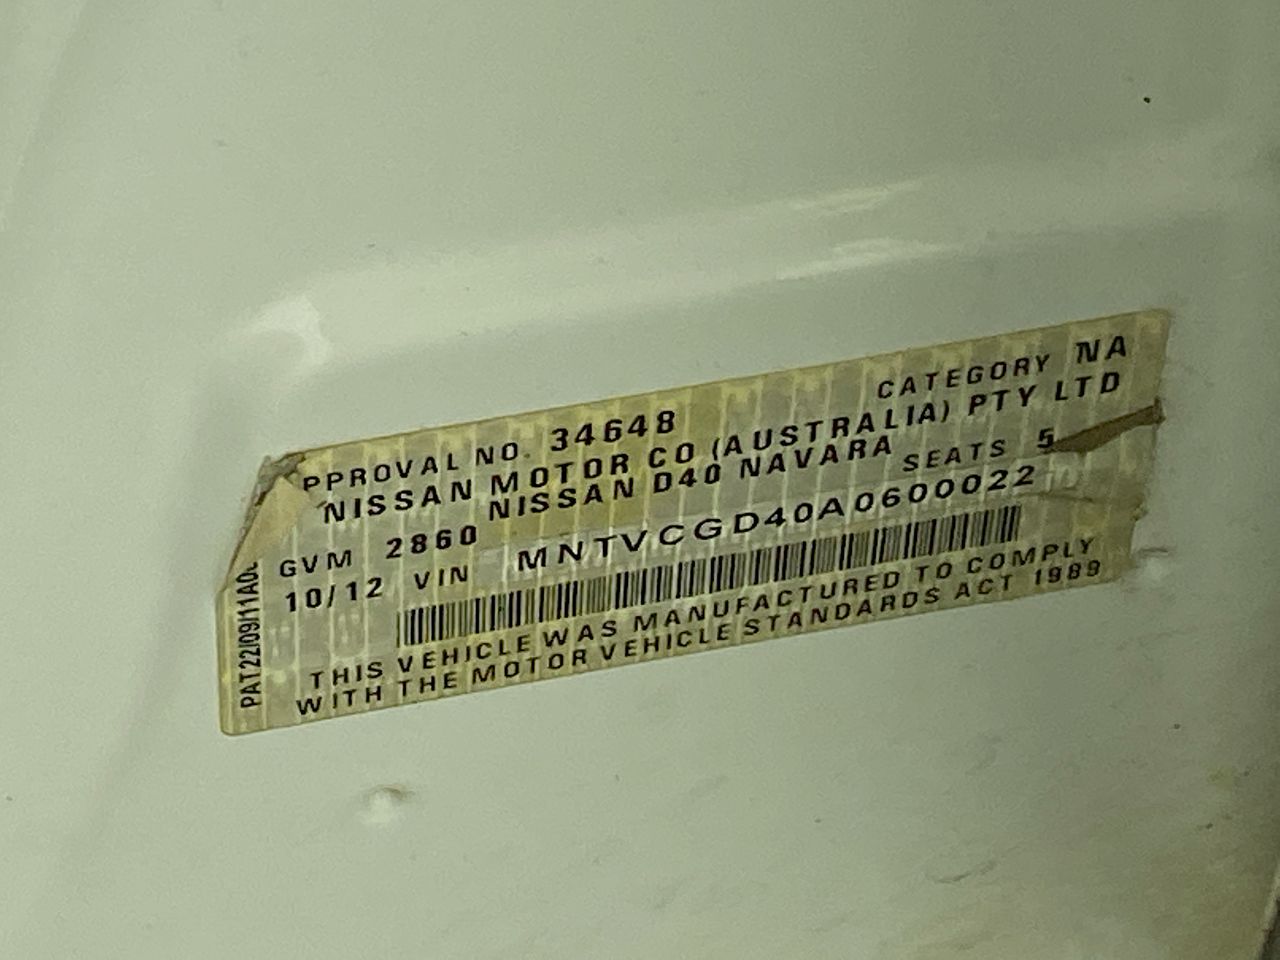 PPROVAL NO. 34648 CATEGORY NA
NISSAN MOTOR CO (AUSTRALIA) PTY LTD
NISSAN D40 NAVARA
GVM 2860 SEATS 5
10/12 VIN MNTVCGD40A0600022
THIS VEHICLE WAS MANUFACTURED TO COMPLY
WITH THE MOTOR VEHICLE STANDARDS ACT 1989